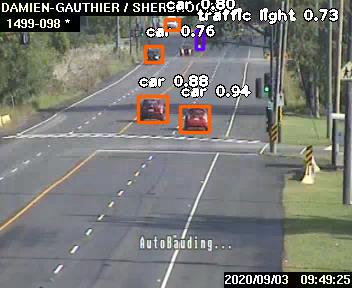 DAMIEN-GAUTHIER / SHER
car 0.80
1499-098 *
traffic light 0.73
car 0.76
car 0.88
car 0.94
AutoBauding...
2020/09/03 09:49:25